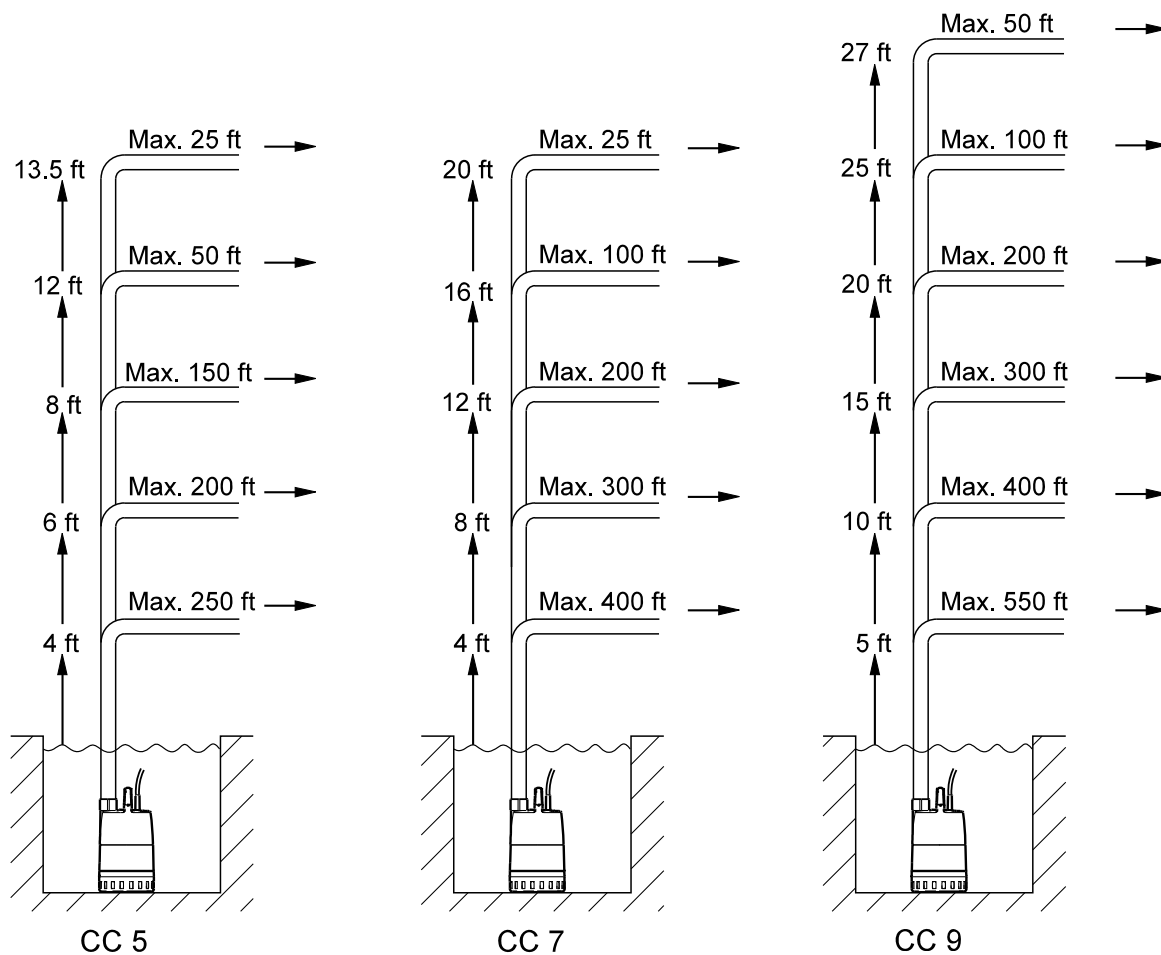 Max. 25 ft
13.5 ft
Max. 50 ft
12 ft
Max. 150 ft
8 ft
Max. 200 ft
6 ft
Max. 250 ft
4 ft
CC 5
Max. 25 ft
20 ft
Max. 100 ft
16 ft
Max. 200 ft
12 ft
Max. 300 ft
8 ft
Max. 400 ft
4 ft
CC 7
Max. 50 ft
27 ft
Max. 100 ft
25 ft
Max. 200 ft
20 ft
Max. 300 ft
15 ft
Max. 400 ft
10 ft
Max. 550 ft
5 ft
CC 9